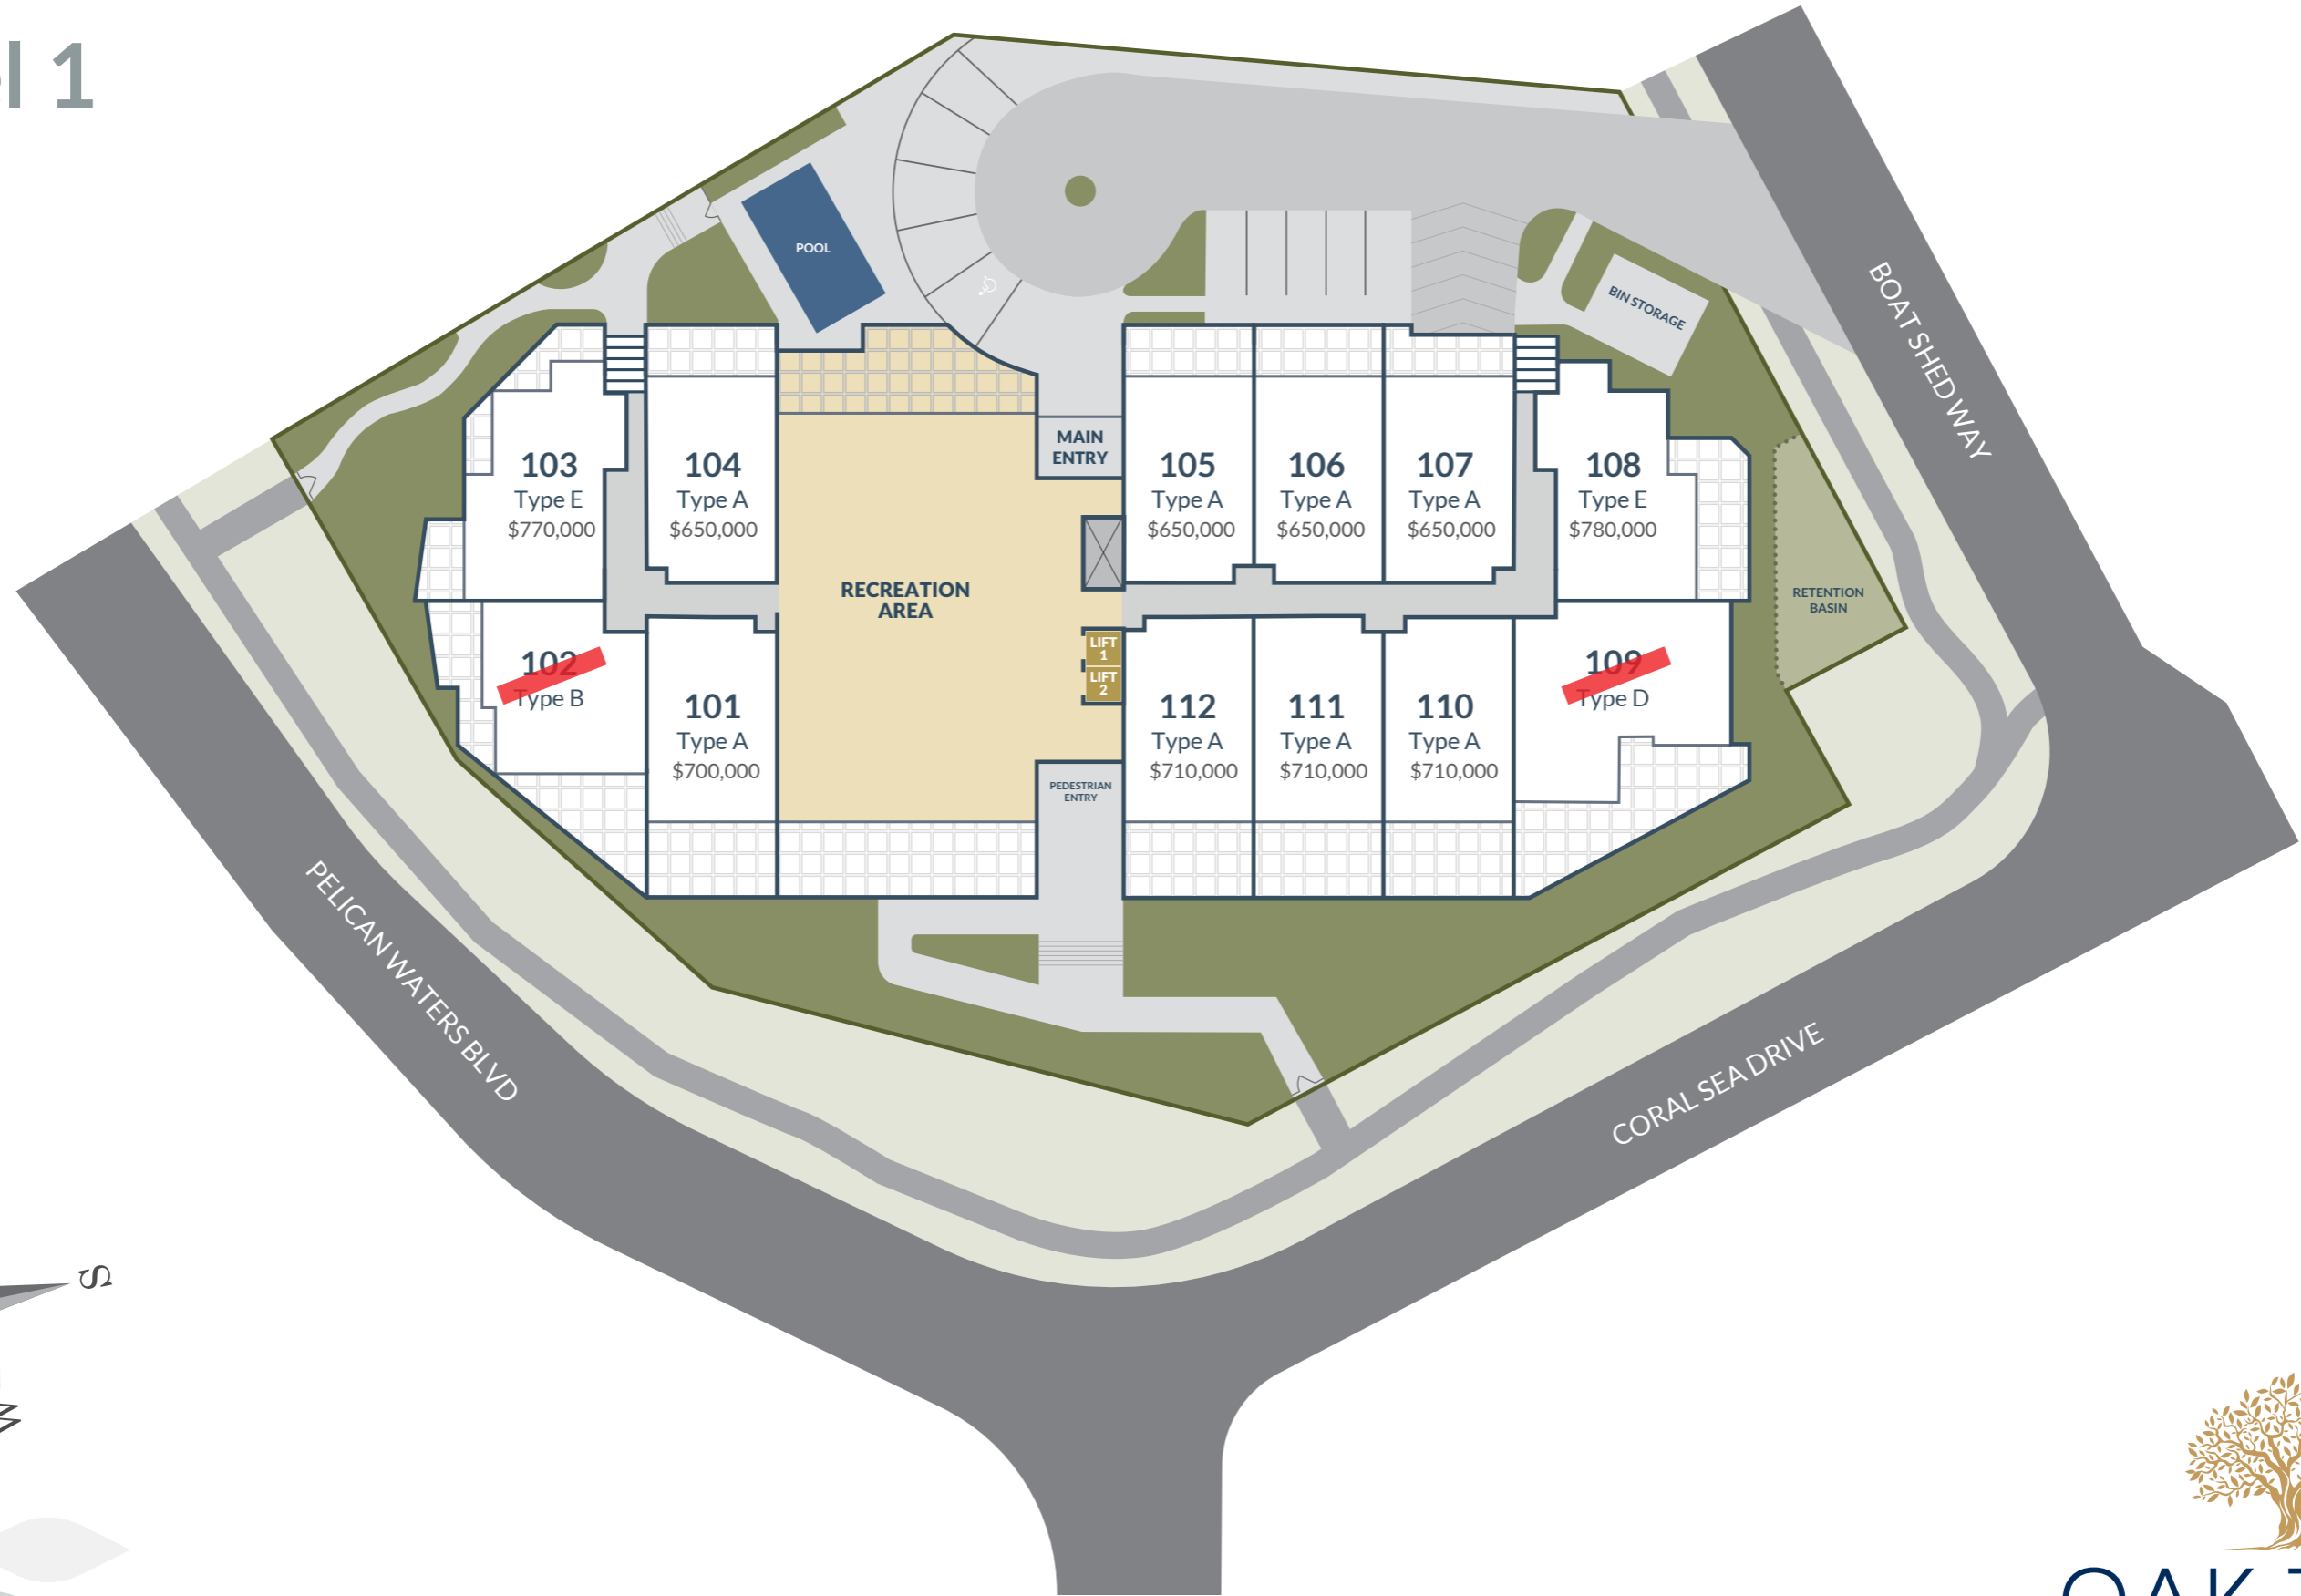 l 1
POOL
BIN STORAGE
BOAT SHED WAY
MAIN
ENTRY
103
Type E
$770,000
104
Type A
$650,000
105
Type A
$650,000
106
Type A
$650,000
107
Type A
$650,000
108
Type E
$780,000
RECREATION
AREA
RETENTION
BASIN
LIFT
1
LIFT
2
102
Type B
101
Type A
$700,000
112
Type A
$710,000
111
Type A
$710,000
110
Type A
$710,000
109
Type D
PEDESTRIAN
ENTRY
PELICAN WATERS BLVD
CORAL SEA DRIVE
S
W
OAK T